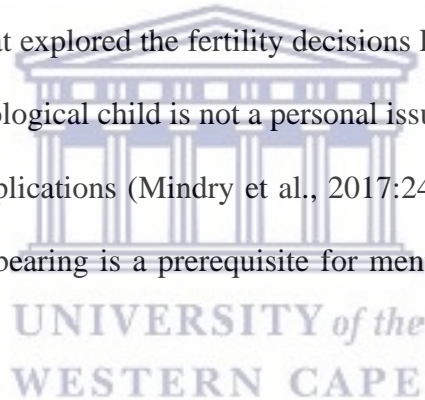 t explored the fertility decisions
ological child is not a personal issu
plications (Mindry et al., 2017:24
bearing is a prerequisite for men
UNIVERSITY of the
WESTERN CAPE